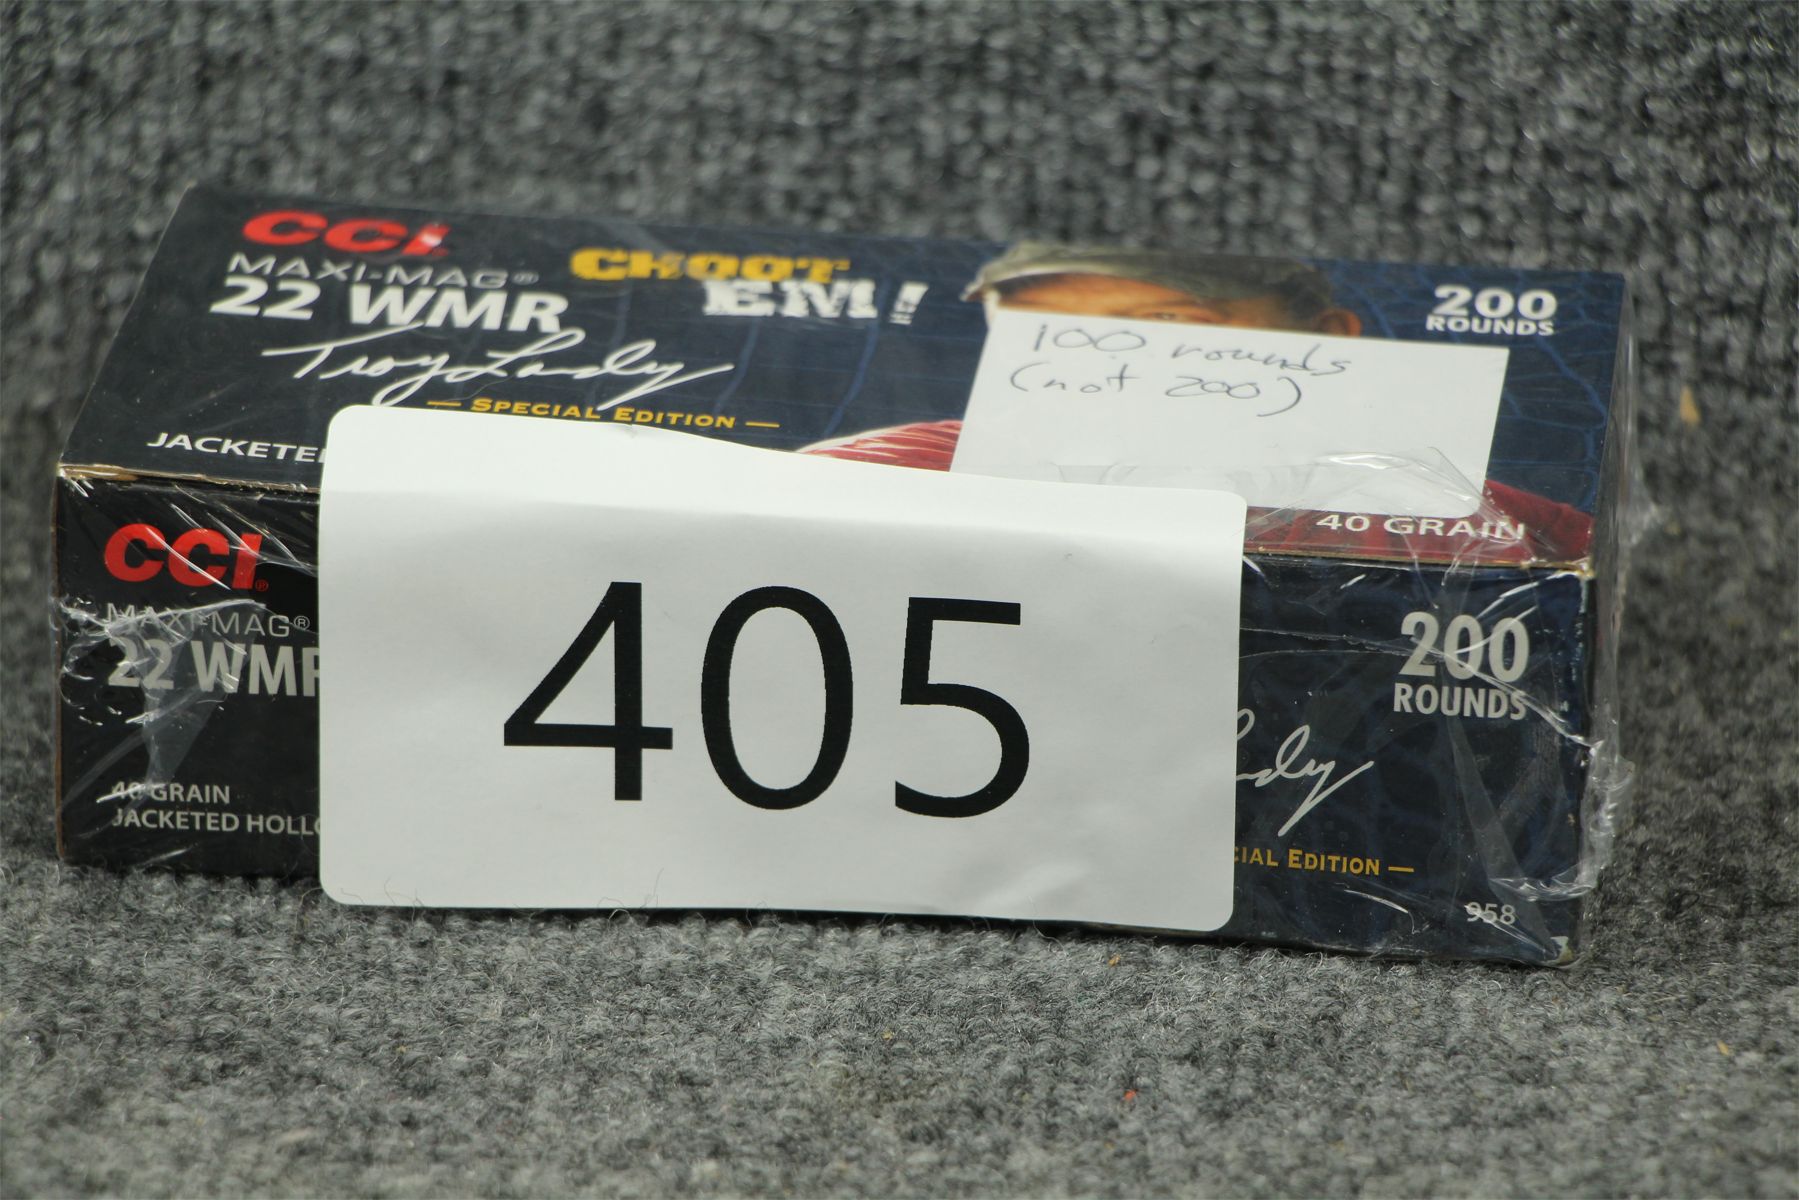 CCI.
MAXI-MAG®
22 WMR
CHOOT
EM!
200
ROUNDS
Troy Landry
— SPECIAL EDITION —
100 rounds
(not 200)
JACKETE
40 GRAIN
CCI®
MAXI-MAG®
22 WMR
405
200
ROUNDS
40 GRAIN
JACKETED HOLLO
CIAL EDITION —
958